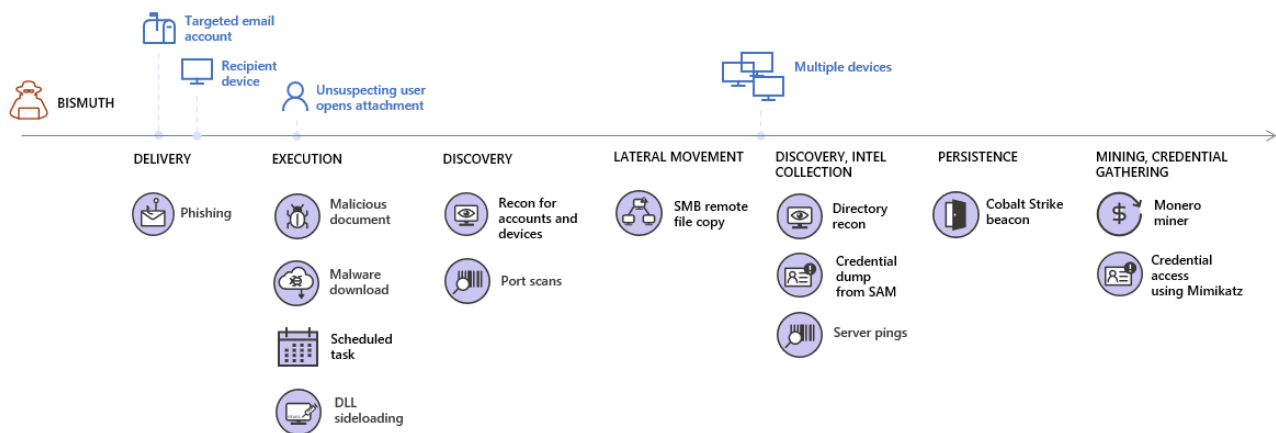 Targeted email
account
Recipient
device
Unsuspecting user
opens attachment
Multiple devices
BISMUTH
DELIVERY
Phishing
EXECUTION
Malicious
document
Malware
download
Scheduled
task
DLL
sideloading
DISCOVERY
Recon for
accounts and
devices
Port scans
LATERAL MOVEMENT
SMB remote
file copy
DISCOVERY, INTEL
COLLECTION
Directory
recon
Credential
dump
from SAM
Server pings
PERSISTENCE
Cobalt Strike
beacon
MINING, CREDENTIAL
GATHERING
$
Monero
miner
Credential
access
using Mimikatz